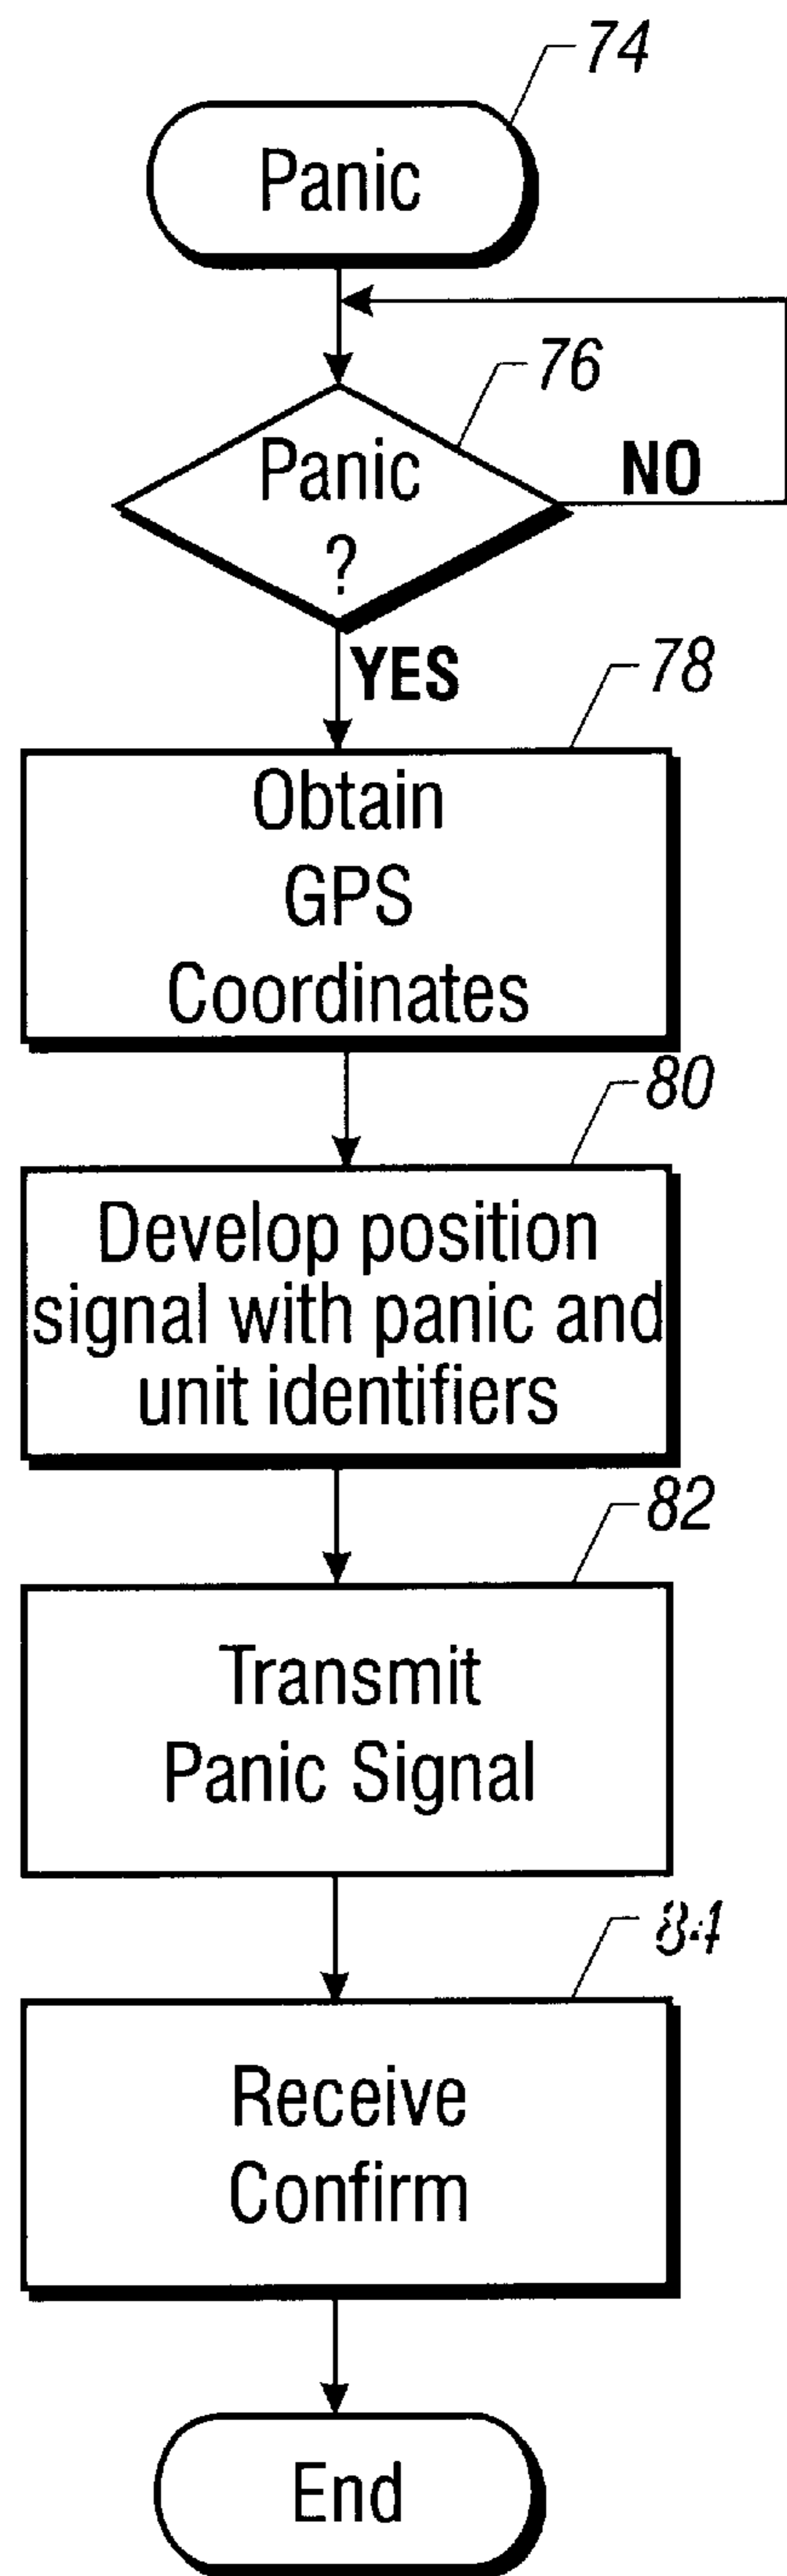 74
Panic
76
Panic
?
NO
YES
78
Obtain
GPS
Coordinates
80
Develop position
signal with panic and
unit identifiers
82
Transmit
Panic Signal
84
Receive
Confirm
End